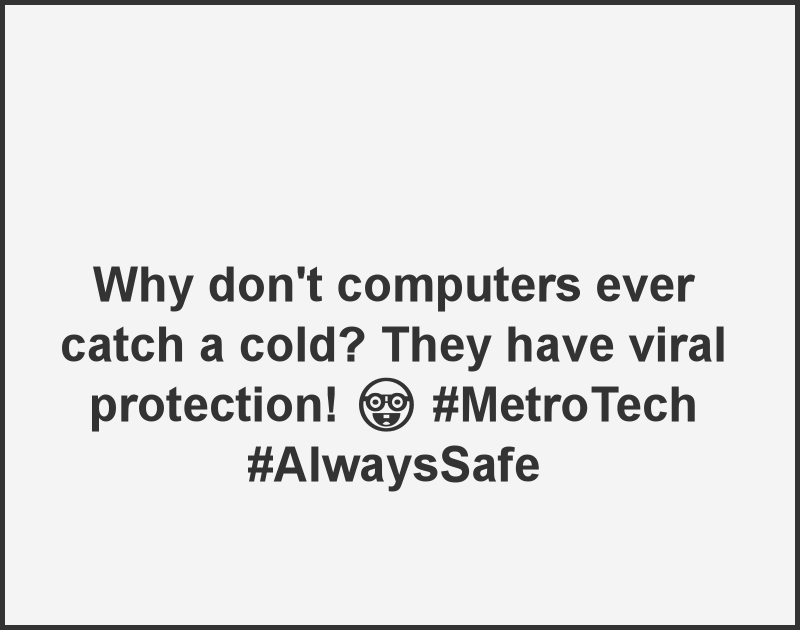 Why don't computers ever
catch a cold? They have viral
protection! 🤓 #MetroTech
#AlwaysSafe